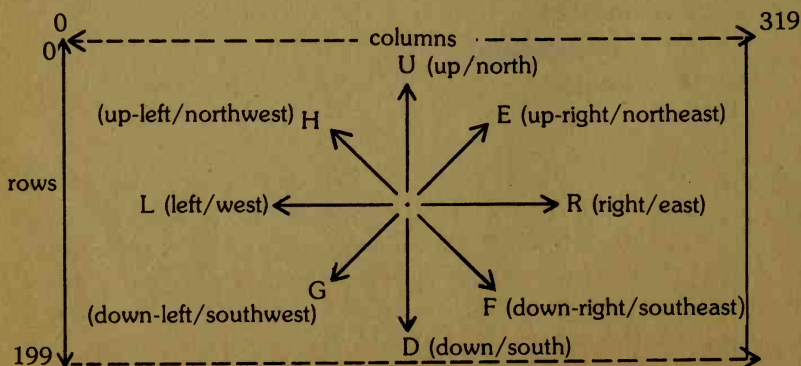 0 319
0 columns
U (up/north)
(up-left/northwest) H E (up-right/northeast)
rows
L (left/west) R (right/east)
G
(down-left/southwest) F (down-right/southeast)
D (down/south)
199